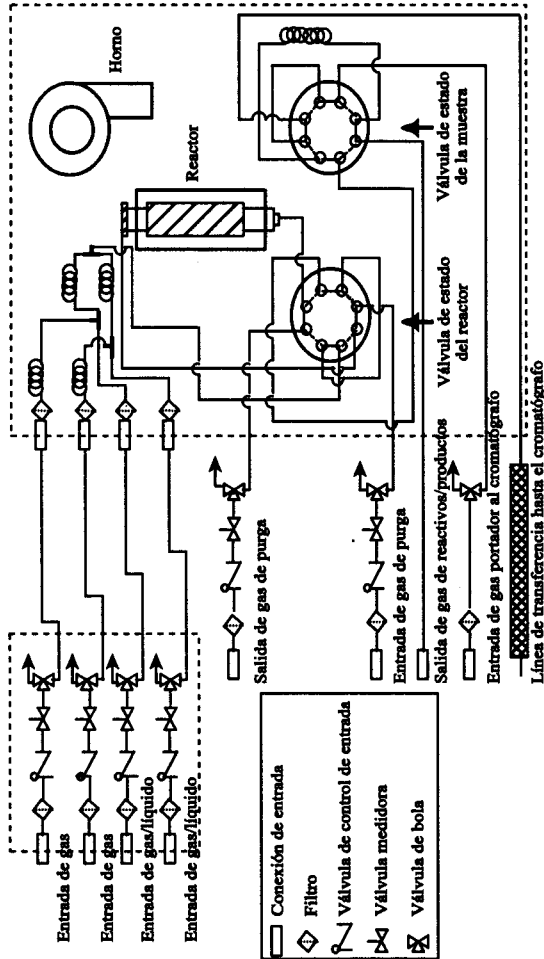 Horno
Reactor
Válvula de estado
de la muestra
Válvula de estado
del reactor
Entrada de gas
Entrada de gas
Entrada de gas/líquido
Entrada de gas/líquido
Salida de gas de purga
Entrada de gas de purga
Salida de gas de reactivos/productos
Entrada de gas portador al cromatógrafo
Línea de transferencia hasta el cromatógrafo
Conexión de entrada
Filtro
Válvula de control de entrada
Válvula medidora
Válvula de bola